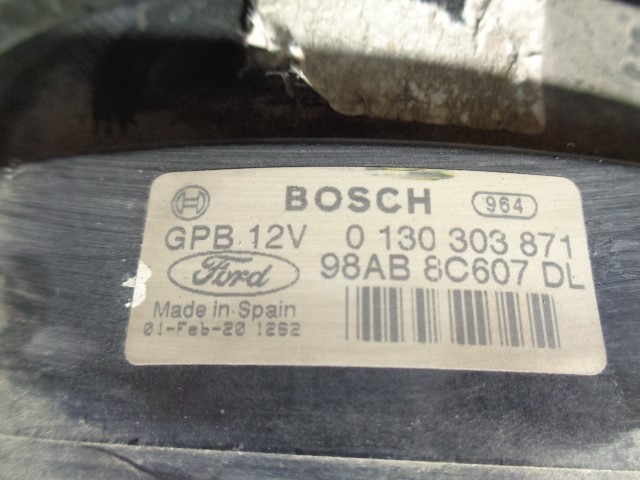 BOSCH 964
GPB 12V 0 130 303 871
Ford 98AB 8C607 DL
Made in Spain
01-Feb-20 1262